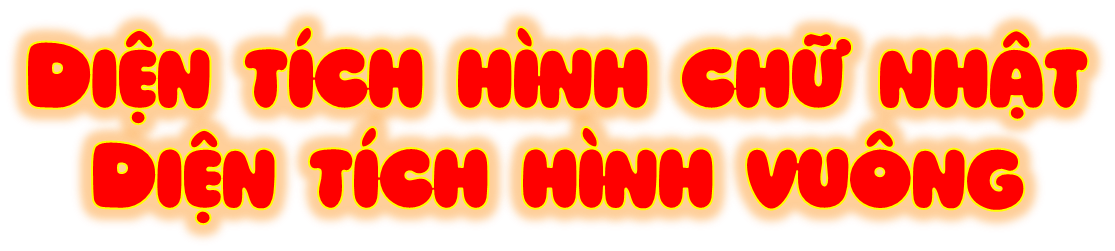 Diện tích hình chữ nhật
Diện tích hình vuông